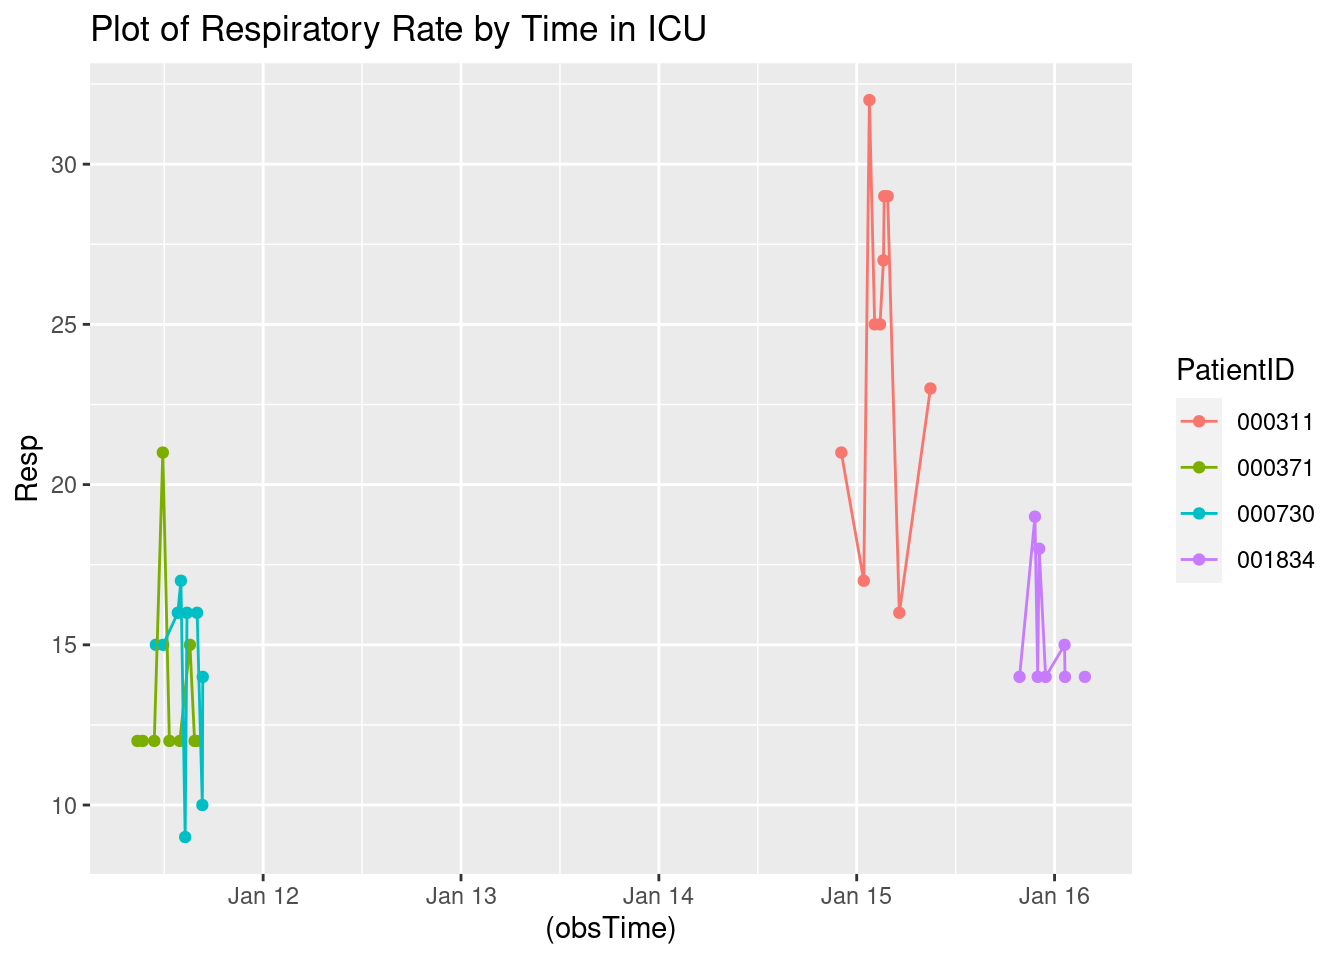 Plot of Respiratory Rate by Time in ICU
30
25
20
15
10
Resp
Jan 12
Jan 13
Jan 14
Jan 15
Jan 16
(obsTime)
PatientID
000311
000371
000730
001834